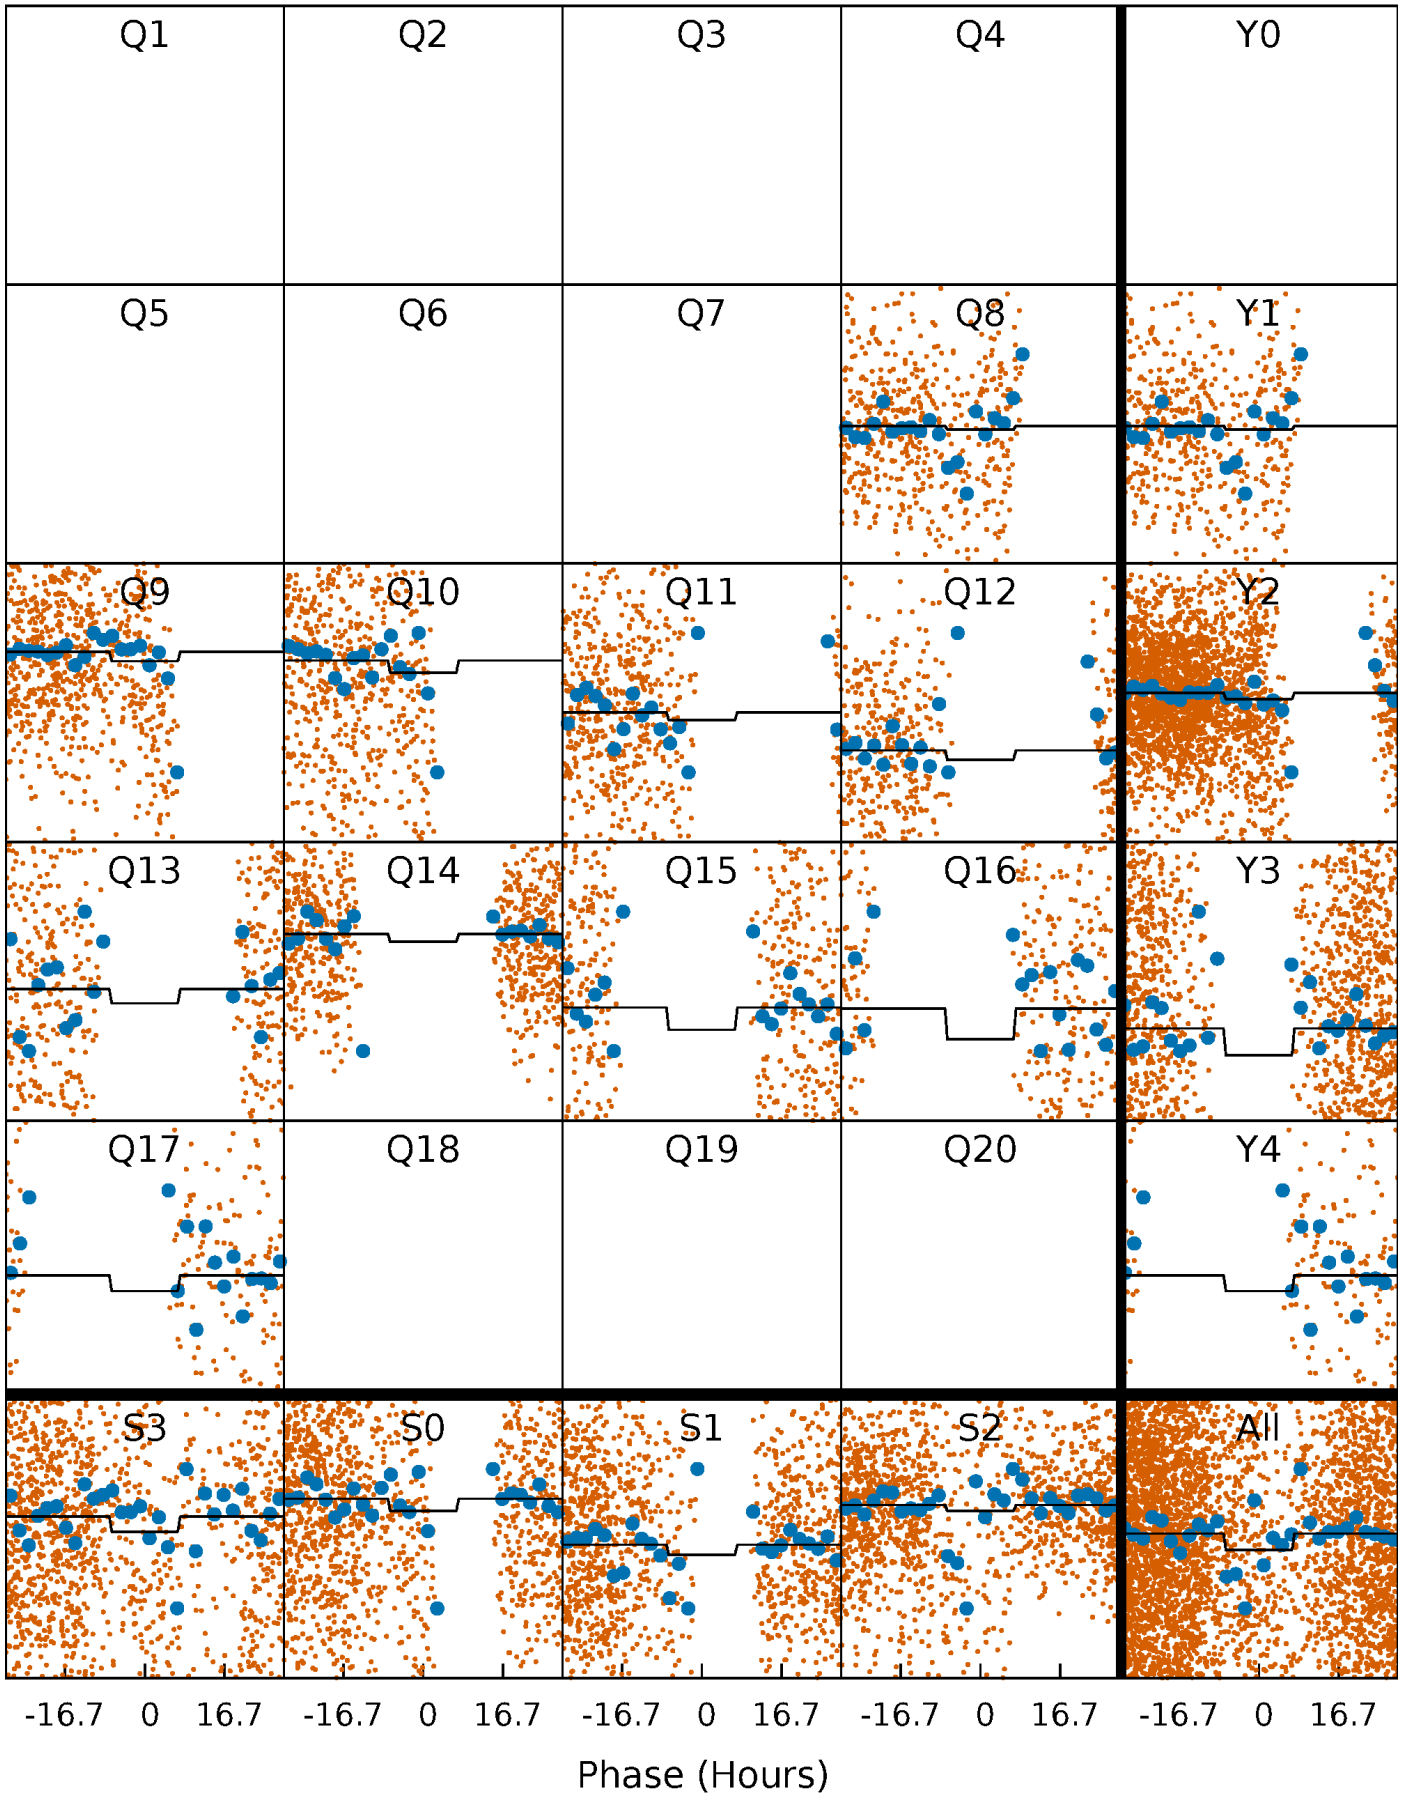 Q1 Q2 Q3 Q4 Y0
Q5 Q6 Q7 Q8 Y1
Q9 Q10 Q11 Q12 Y2
Q13 Q14 Q15 Q16 Y3
Q17 Q18 Q19 Q20 Y4
S3 S0 S1 S2 All
-16.7 0 16.7 -16.7 0 16.7 -16.7 0 16.7 -16.7 0 16.7 -16.7 0 16.7
Phase (Hours)